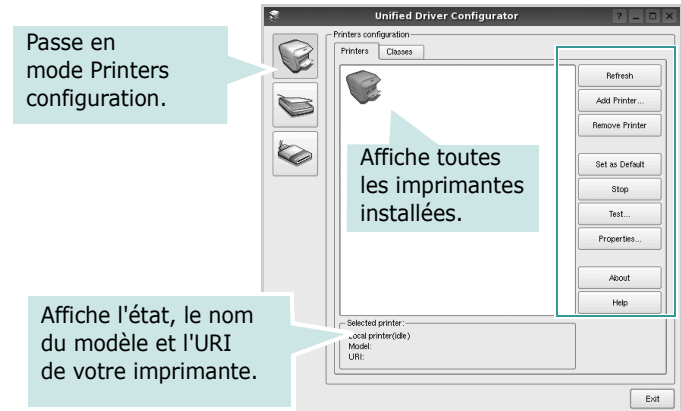 Unified Driver Configurator
Passe en
mode Printers
configuration.
Printers configuration
Printers
Classes
Refresh
Add Printer...
Remove Printer
Set as Default
Stop
Test...
Properties...
About
Help
Affiche toutes
les imprimantes
installées.
Affiche l'état, le nom
du modèle et l'URI
de votre imprimante.
Selected printer:
Local printer(idle)
Model:
URI:
Exit